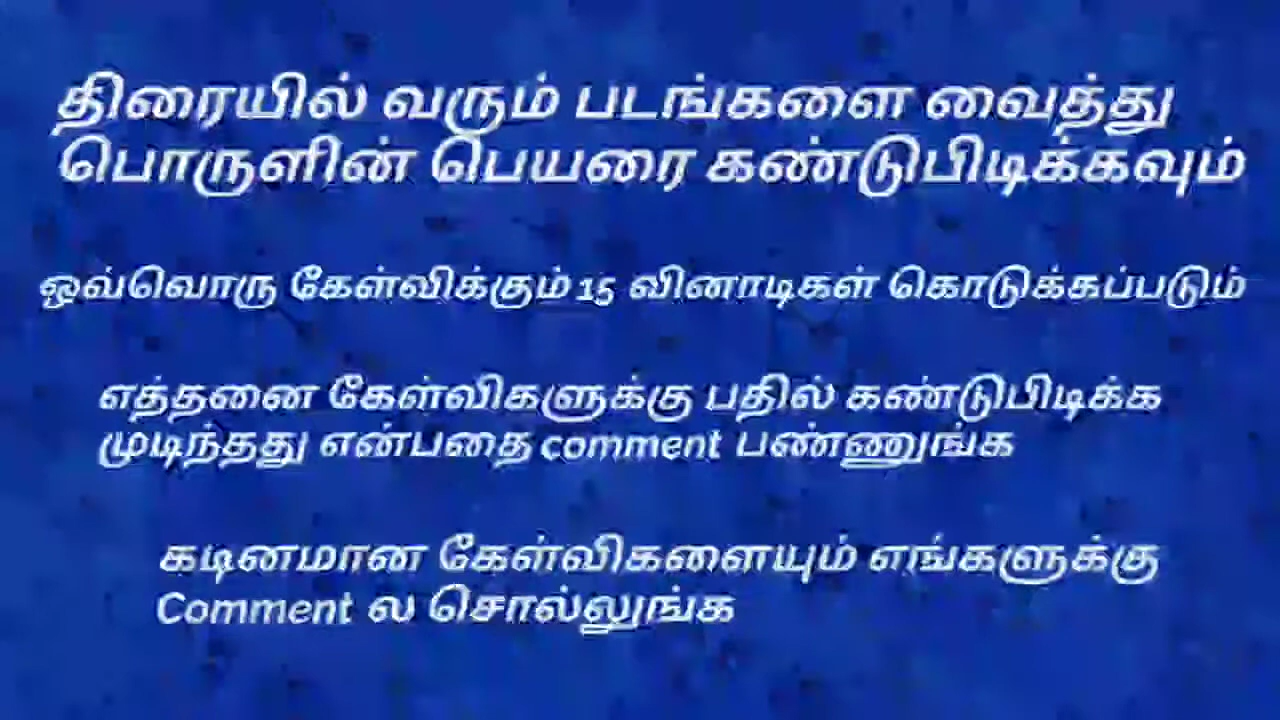 திரையில் வரும் படங்களை வைத்து
பொருளின் பெயரை கண்டுபிடிக்கவும்
ஒவ்வொரு கேள்விக்கும் 15 வினாடிகள் கொடுக்கப்படும்
எத்தனை கேள்விகளுக்கு பதில் கண்டுபிடிக்க
முடிந்தது என்பதை comment பண்ணுங்க
கடினமான கேள்விகளையும் எங்களுக்கு
Comment ல சொல்லுங்க